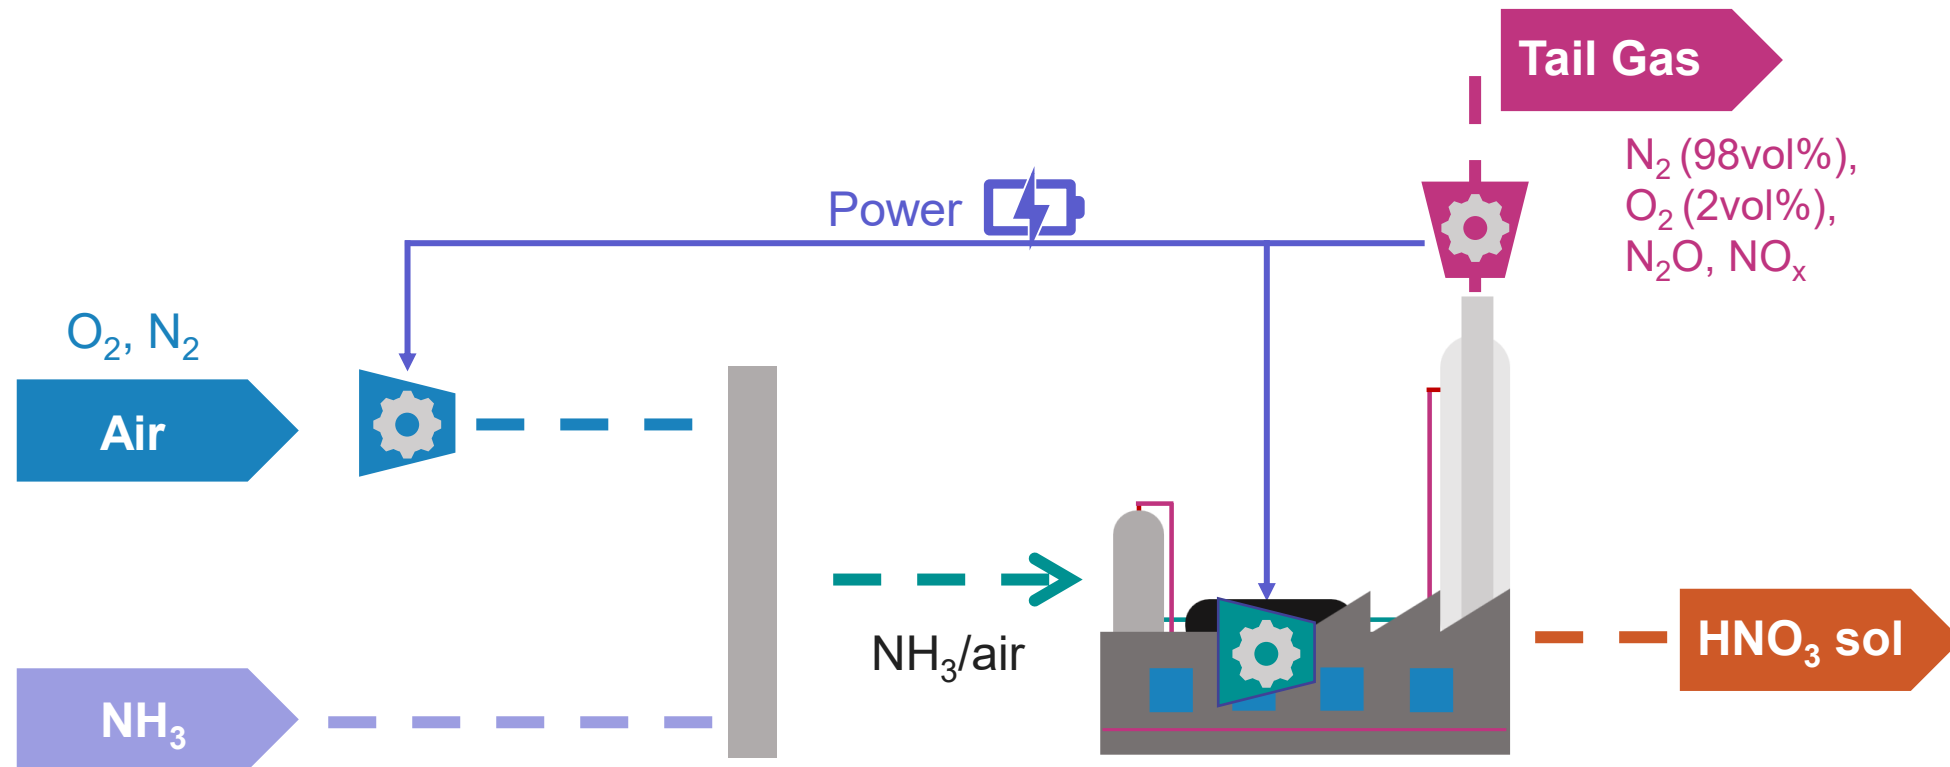 Tail Gas
N₂ (98vol%),
O₂ (2vol%),
N₂O, NOₓ
Power
O₂, N₂
Air
NH₃/air
HNO₃ sol
NH₃